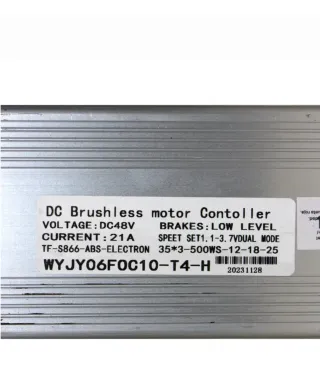 DC Brushless motor Contoller
VOLTAGE:DC48V BRAKES:LOW LEVEL
CURRENT:21A SPEET SET1.1-3.7VDUAL MODE
TF-S866-ABS-ELECTRON 35*3-500WS-12-18-25
WYJY06F0C10-T4-H
20231128